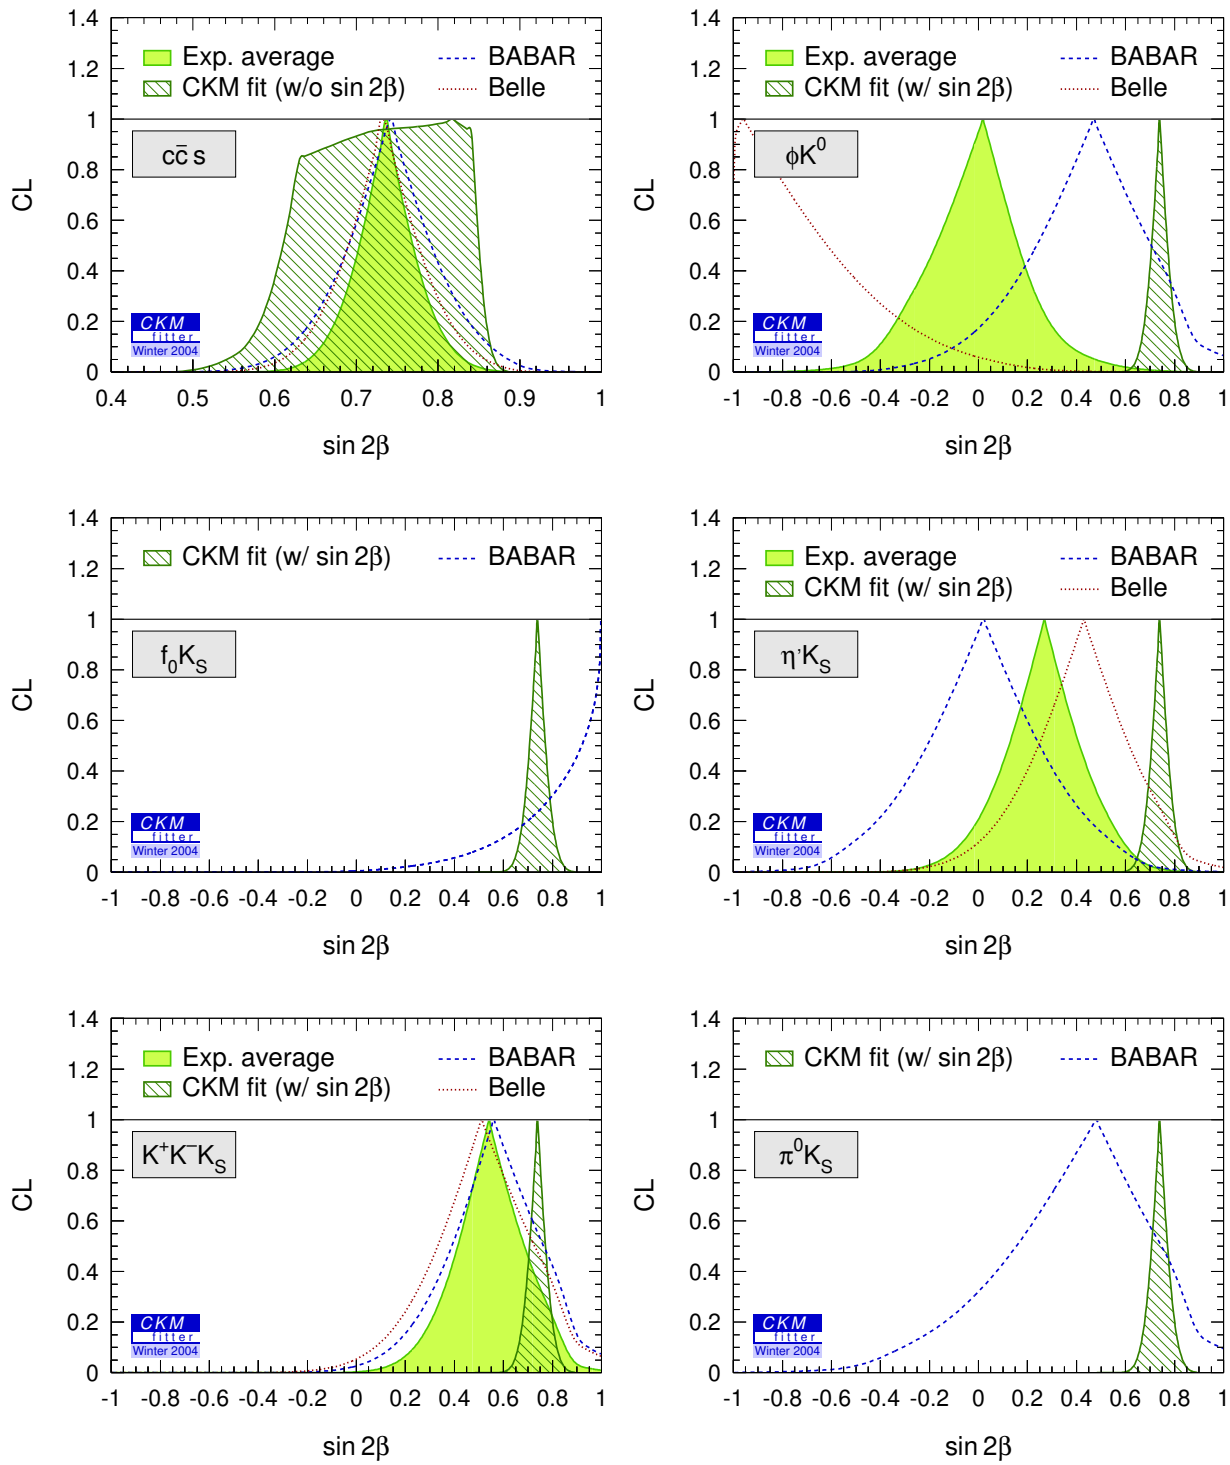 1.4
1.2
1
0.8
0.6
0.4
0.2
0
CL
Exp. average
CKM fit (w/o sin 2β)
BABAR
Belle
cc̄ s
CKM
fitter
Winter 2004
0.4 0.5 0.6 0.7 0.8 0.9 1
sin 2β
1.4
1.2
1
0.8
0.6
0.4
0.2
0
CL
Exp. average
CKM fit (w/ sin 2β)
BABAR
Belle
ϕK⁰
CKM
fitter
Winter 2004
-1 -0.8 -0.6 -0.4 -0.2 0 0.2 0.4 0.6 0.8 1
sin 2β
1.4
1.2
1
0.8
0.6
0.4
0.2
0
CL
CKM fit (w/ sin 2β)
BABAR
f₀K_S
CKM
fitter
Winter 2004
-1 -0.8 -0.6 -0.4 -0.2 0 0.2 0.4 0.6 0.8 1
sin 2β
1.4
1.2
1
0.8
0.6
0.4
0.2
0
CL
Exp. average
CKM fit (w/ sin 2β)
BABAR
Belle
η'K_S
CKM
fitter
Winter 2004
-1 -0.8 -0.6 -0.4 -0.2 0 0.2 0.4 0.6 0.8 1
sin 2β
1.4
1.2
1
0.8
0.6
0.4
0.2
0
CL
Exp. average
CKM fit (w/ sin 2β)
BABAR
Belle
K⁺K⁻K_S
CKM
fitter
Winter 2004
-1 -0.8 -0.6 -0.4 -0.2 0 0.2 0.4 0.6 0.8 1
sin 2β
1.4
1.2
1
0.8
0.6
0.4
0.2
0
CL
CKM fit (w/ sin 2β)
BABAR
π⁰K_S
CKM
fitter
Winter 2004
-1 -0.8 -0.6 -0.4 -0.2 0 0.2 0.4 0.6 0.8 1
sin 2β